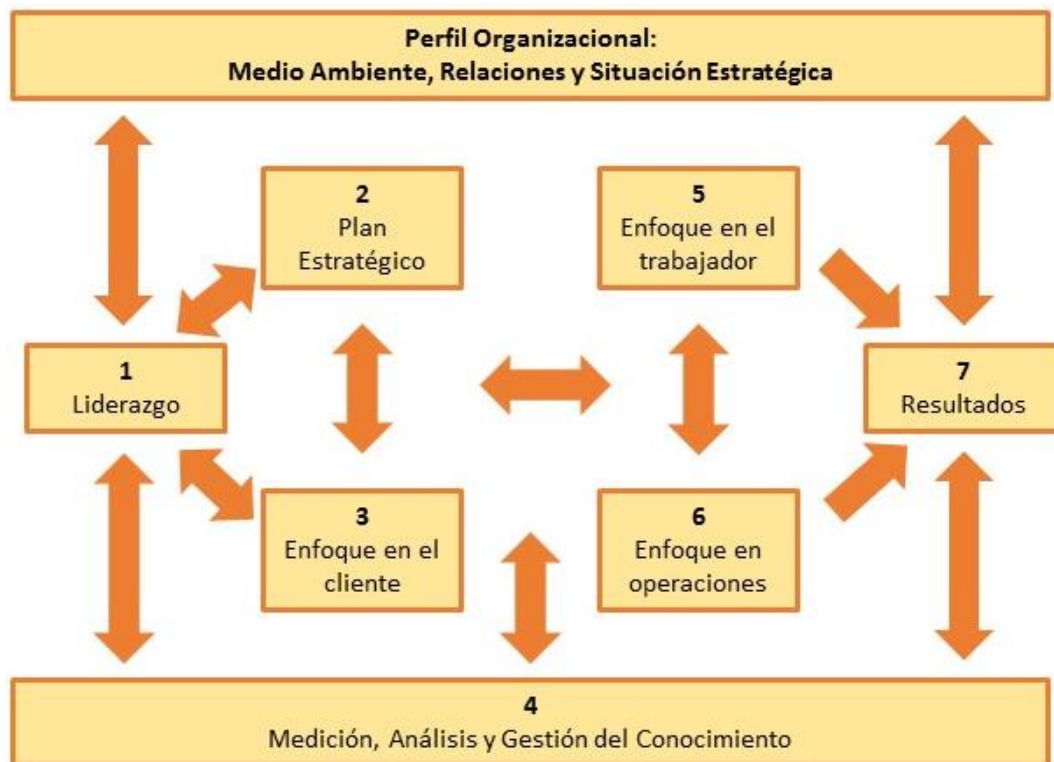 Perfil Organizacional:
Medio Ambiente, Relaciones y Situación Estratégica
2
Plan
Estratégico
5
Enfoque en el
trabajador
1
Liderazgo
7
Resultados
3
Enfoque en el
cliente
6
Enfoque en
operaciones
4
Medición, Análisis y Gestión del Conocimiento